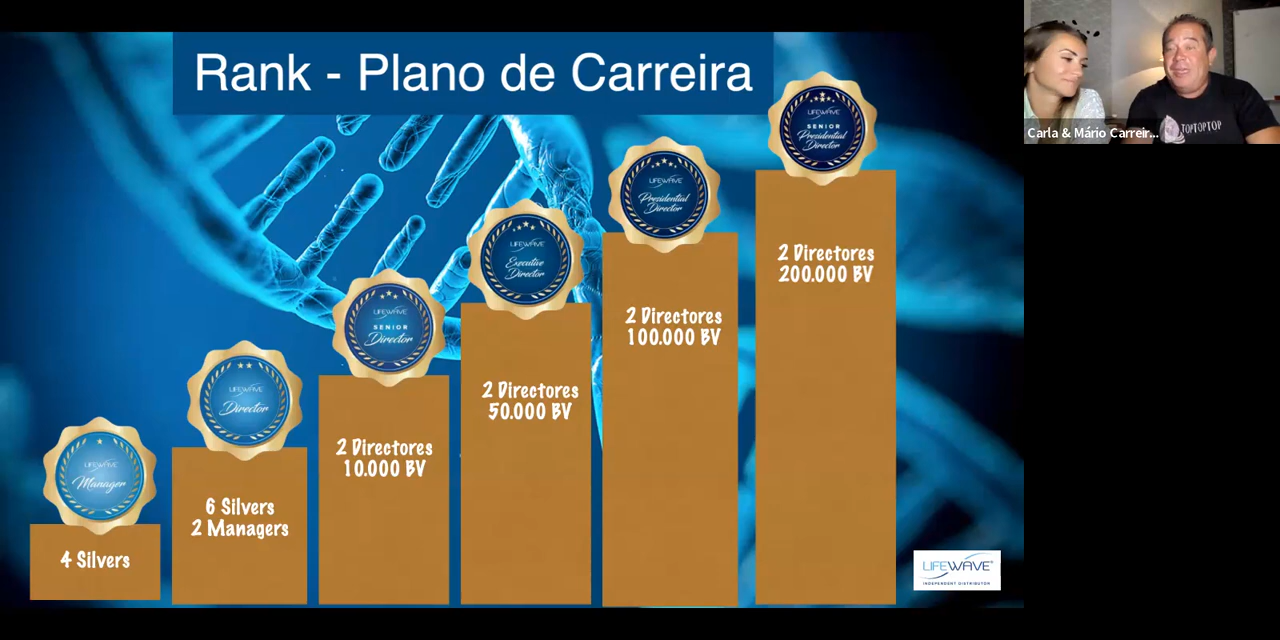 Rank - Plano de Carreira
LIFEWAVE
Manager
4 Silvers
LIFEWAVE
Director
6 Silvers
2 Managers
LIFEWAVE
SENIOR
Director
2 Directores
10.000 BV
LIFEWAVE
Executive
Director
2 Directores
50.000 BV
LIFEWAVE
Presidential
Director
2 Directores
100.000 BV
LIFEWAVE
SENIOR
Presidential
Director
2 Directores
200.000 BV
LIFEWAVE
INDEPENDENT DISTRIBUTOR
TOPTOPTOP
Carla & Mário Carreir...